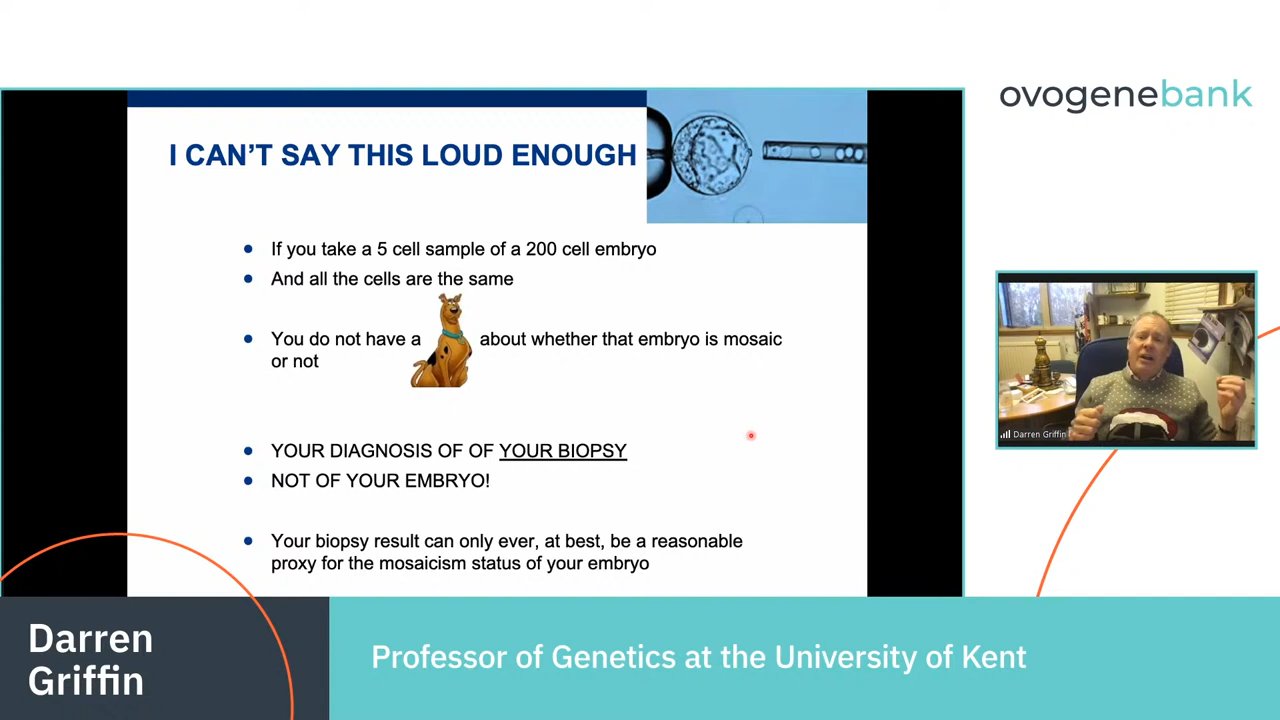 ovogenebank
I CAN'T SAY THIS LOUD ENOUGH
If you take a 5 cell sample of a 200 cell embryo
And all the cells are the same
You do not have a about whether that embryo is mosaic
or not
YOUR DIAGNOSIS OF OF YOUR BIOPSY
NOT OF YOUR EMBRYO!
Your biopsy result can only ever, at best, be a reasonable
proxy for the mosaicism status of your embryo
Darren Griffin
Darren
Griffin
Professor of Genetics at the University of Kent